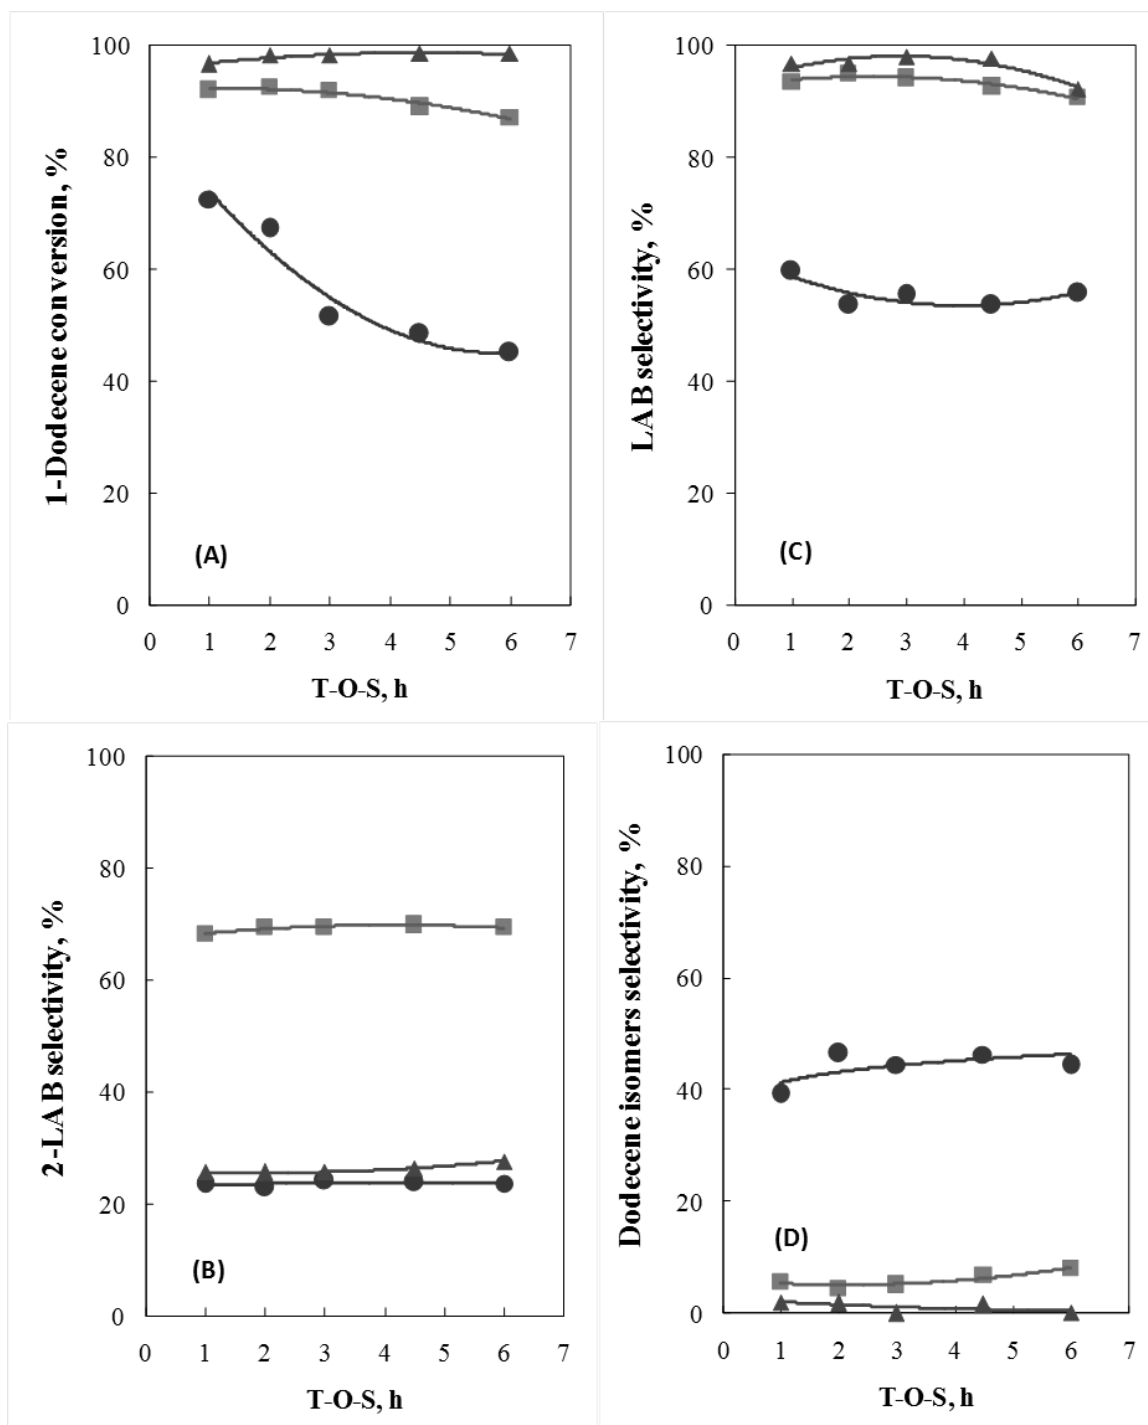 1-Dodecene conversion, %
100
80
60
40
20
0
(A)
0 1 2 3 4 5 6 7
T-O-S, h
LAB selectivity, %
100
80
60
40
20
0
(C)
0 1 2 3 4 5 6 7
T-O-S, h
2-LAB selectivity, %
100
80
60
40
20
0
(B)
0 1 2 3 4 5 6 7
T-O-S, h
Dodecene isomers selectivity, %
100
80
60
40
20
0
(D)
0 1 2 3 4 5 6 7
T-O-S, h